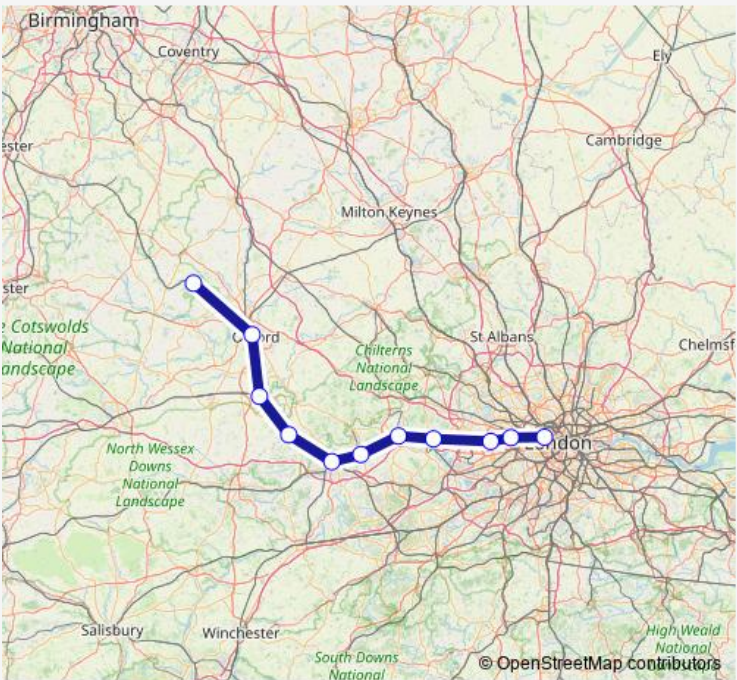 Birmingham
Coventry
Ely
ester
Cambridge
Milton Keynes
ster
e Cotswolds
National
andscape
St Albans
Chilterns
National
Landscape
Chelmsf
North Wessex
Downs
National
Landscape
London
Salisbury
Winchester
South Downs
National
High Weald
National
© OpenStreetMap contributors